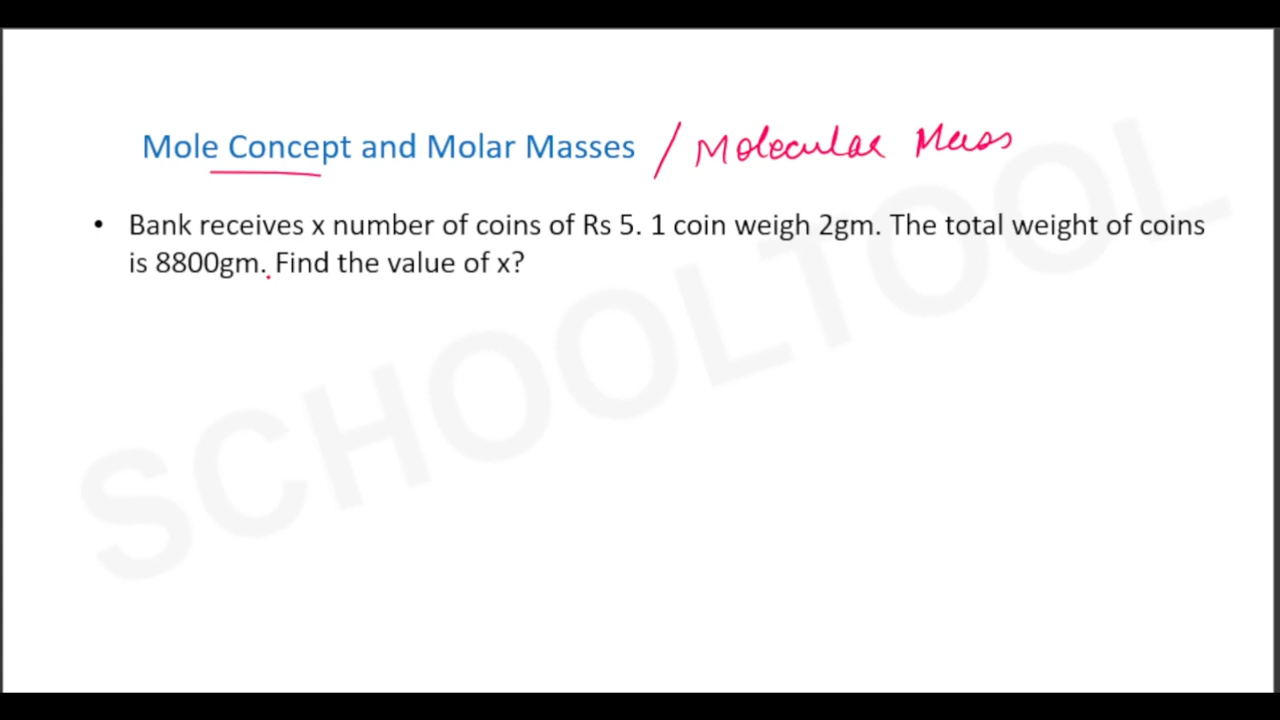 Mole Concept and Molar Masses / Molecular Mass
• Bank receives x number of coins of Rs 5. 1 coin weigh 2gm. The total weight of coins
is 8800gm. Find the value of x?
SCHOOLTOOL